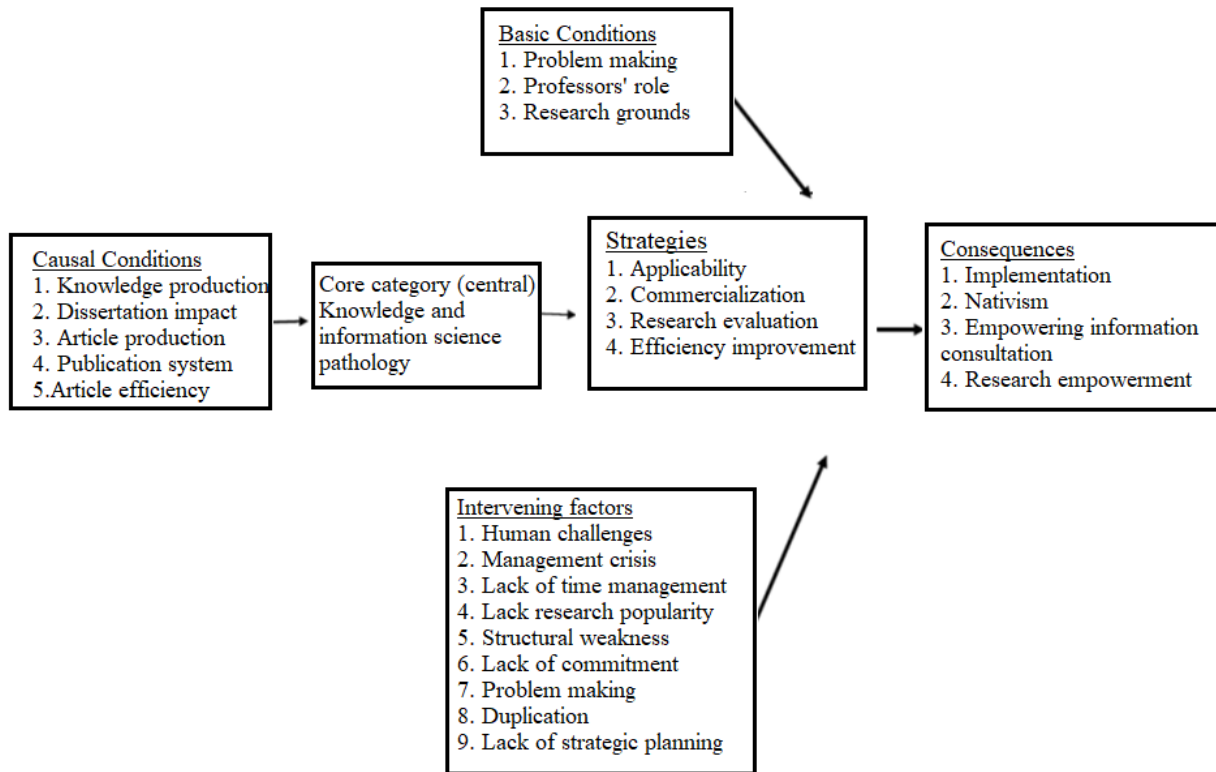 Basic Conditions
1. Problem making
2. Professors' role
3. Research grounds
Causal Conditions
1. Knowledge production
2. Dissertation impact
3. Article production
4. Publication system
5.Article efficiency
Core category (central)
Knowledge and
information science
pathology
Strategies
1. Applicability
2. Commercialization
3. Research evaluation
4. Efficiency improvement
Consequences
1. Implementation
2. Nativism
3. Empowering information
consultation
4. Research empowerment
Intervening factors
1. Human challenges
2. Management crisis
3. Lack of time management
4. Lack research popularity
5. Structural weakness
6. Lack of commitment
7. Problem making
8. Duplication
9. Lack of strategic planning